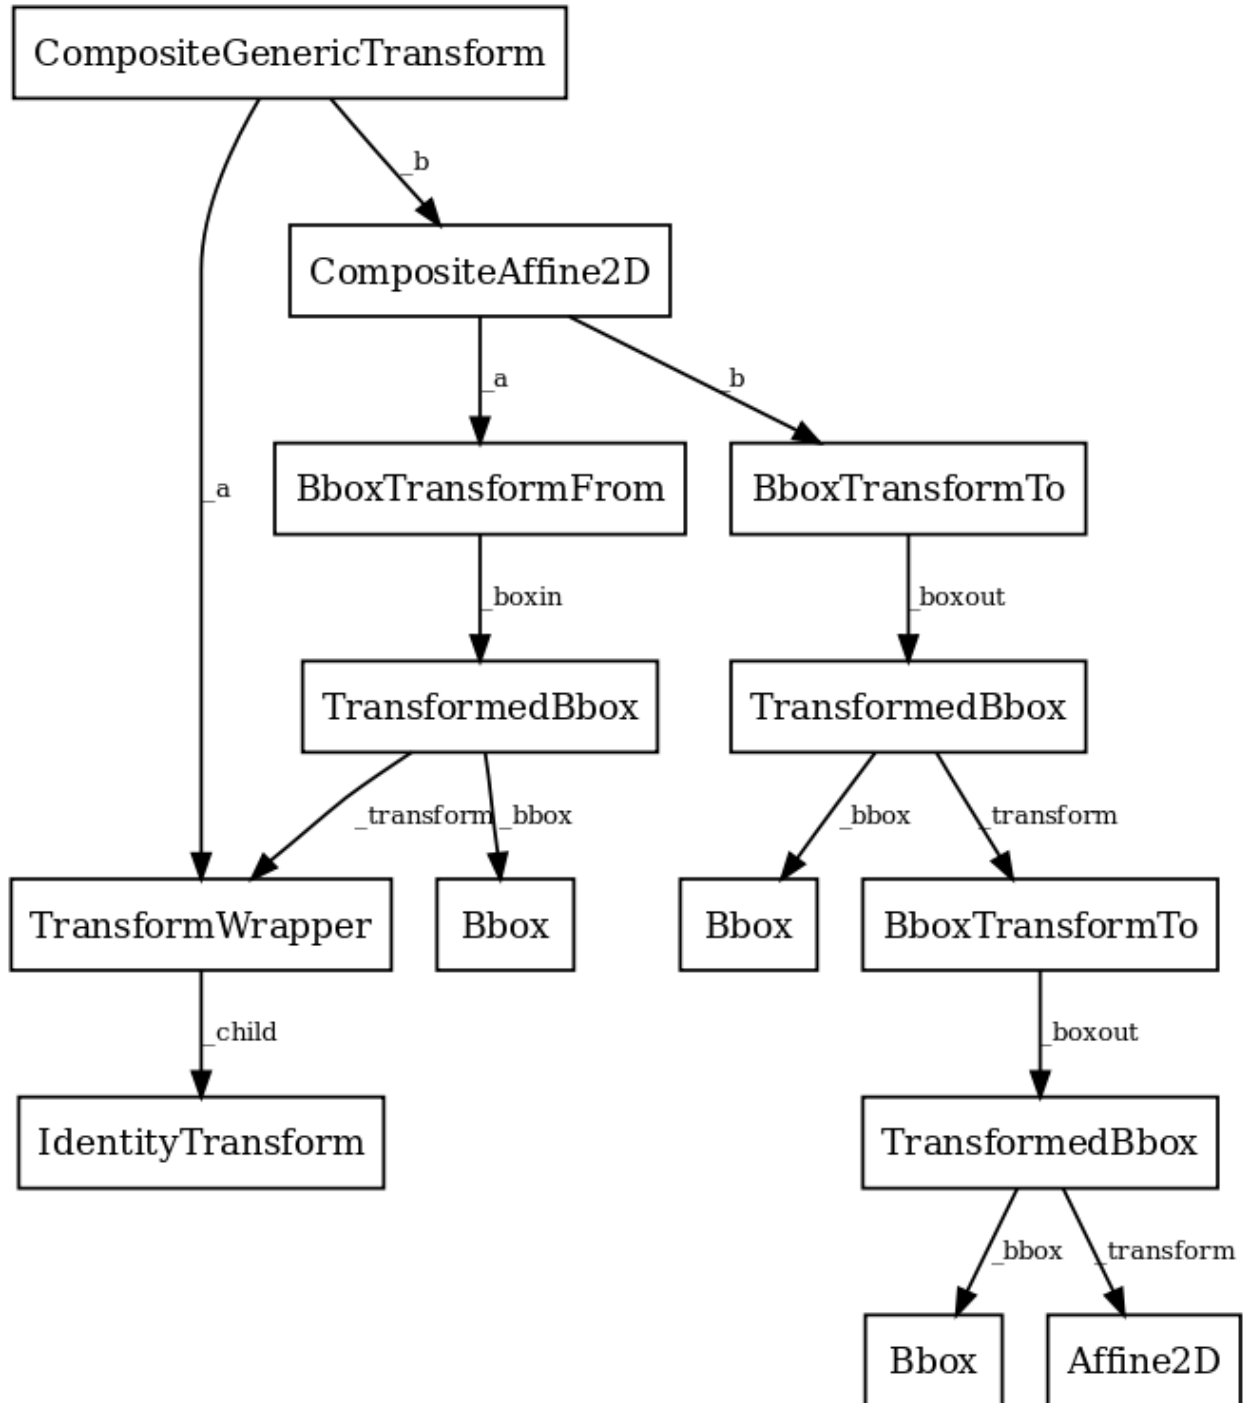 CompositeGenericTransform
_b
CompositeAffine2D
_a
_b
_a
BboxTransformFrom
BboxTransformTo
_boxin
_boxout
TransformedBbox
TransformedBbox
_transform
_bbox
_bbox
_transform
TransformWrapper
Bbox
Bbox
BboxTransformTo
_child
_boxout
IdentityTransform
TransformedBbox
_bbox
_transform
Bbox
Affine2D